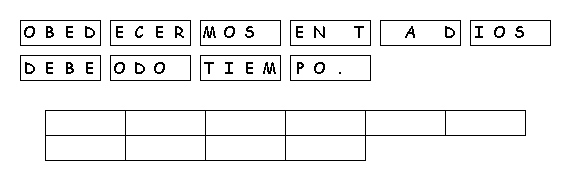 OBED ECER MOS EN T A D IOS
DEBE ODO TIEM PO.